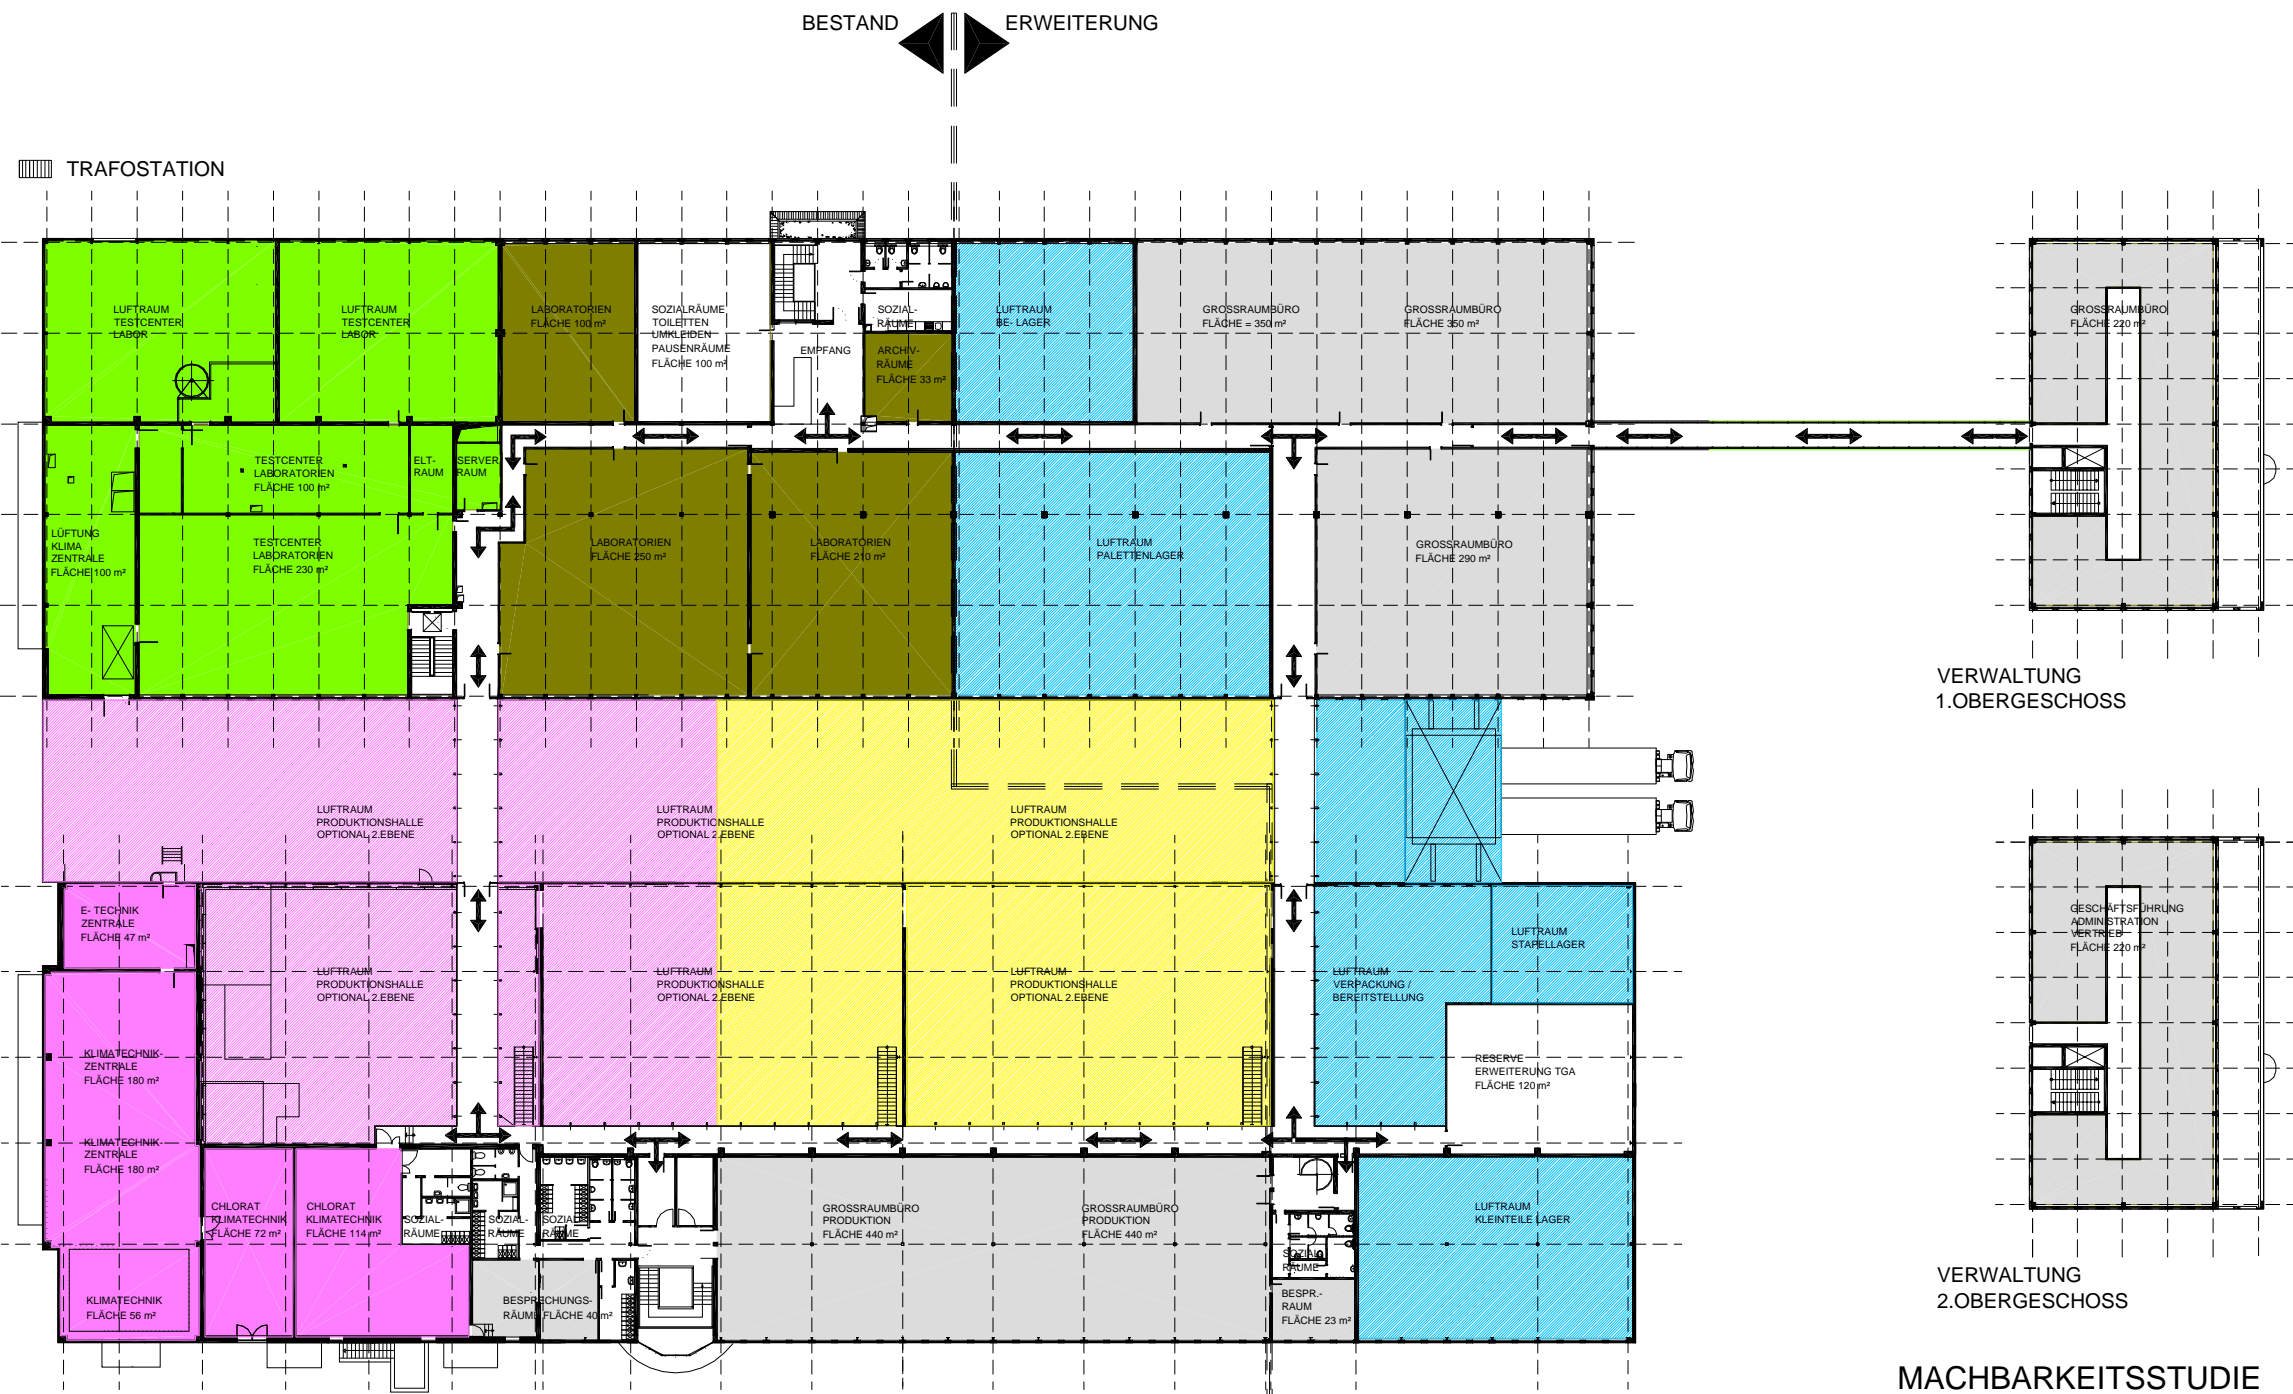 BESTAND
ERWEITERUNG
TRAFOSTATION
LUFTRAUM
TESTCENTER
LABOR
LUFTRAUM
TESTCENTER
LABOR
LABORATORIEN
FLÄCHE 100 m²
SOZIALRÄUME
TOILETTEN
UMKLEIDEN
PAUSENRÄUME
FLÄCHE 100 m²
EMPFANG
SOZIAL-
RÄUME
ARCHIV-
RÄUME
FLÄCHE 33 m²
LUFTRAUM
BE- LAGER
GROSSRAUMBÜRO
FLÄCHE = 350 m²
GROSSRAUMBÜRO
FLÄCHE 350 m²
GROSSRAUMBÜRO
FLÄCHE 220 m²
TESTCENTER
LABORATORIEN
FLÄCHE 100 m²
ELT-
RAUM
SERVER
RAUM
LÜFTUNG
KLIMA
ZENTRALE
FLÄCHE 100 m²
TESTCENTER
LABORATORIEN
FLÄCHE 230 m²
LABORATORIEN
FLÄCHE 250 m²
LABORATORIEN
FLÄCHE 210 m²
LUFTRAUM
PALETTENLAGER
GROSSRAUMBÜRO
FLÄCHE 290 m²
VERWALTUNG
1.OBERGESCHOSS
LUFTRAUM
PRODUKTIONSHALLE
OPTIONAL 2.EBENE
LUFTRAUM
PRODUKTIONSHALLE
OPTIONAL 2.EBENE
LUFTRAUM
PRODUKTIONSHALLE
OPTIONAL 2.EBENE
E- TECHNIK
ZENTRALE
FLÄCHE 47 m²
LUFTRAUM
PRODUKTIONSHALLE
OPTIONAL 2.EBENE
LUFTRAUM
PRODUKTIONSHALLE
OPTIONAL 2.EBENE
LUFTRAUM
PRODUKTIONSHALLE
OPTIONAL 2.EBENE
LUFTRAUM
VERPACKUNG /
BEREITSTELLUNG
LUFTRAUM
STAPELLAGER
GESCHÄFTSFÜHRUNG
ADMINISTRATION
VERTRIEB
FLÄCHE 220 m²
KLIMATECHNIK-
ZENTRALE
FLÄCHE 180 m²
RESERVE
ERWEITERUNG TGA
FLÄCHE 120 m²
KLIMATECHNIK-
ZENTRALE
FLÄCHE 180 m²
CHLORAT
KLIMATECHNIK
FLÄCHE 72 m²
CHLORAT
KLIMATECHNIK
FLÄCHE 114 m²
SOZIAL-
RÄUME
SOZIAL-
RÄUME
SOZIAL-
RÄUME
GROSSRAUMBÜRO
PRODUKTION
FLÄCHE 440 m²
GROSSRAUMBÜRO
PRODUKTION
FLÄCHE 440 m²
SOZIAL-
RÄUME
LUFTRAUM
KLEINTEILE LAGER
KLIMATECHNIK
FLÄCHE 56 m²
BESPRECHUNGS-
RÄUME FLÄCHE 40 m²
BESPR.-
RAUM
FLÄCHE 23 m²
VERWALTUNG
2.OBERGESCHOSS
MACHBARKEITSSTUDIE